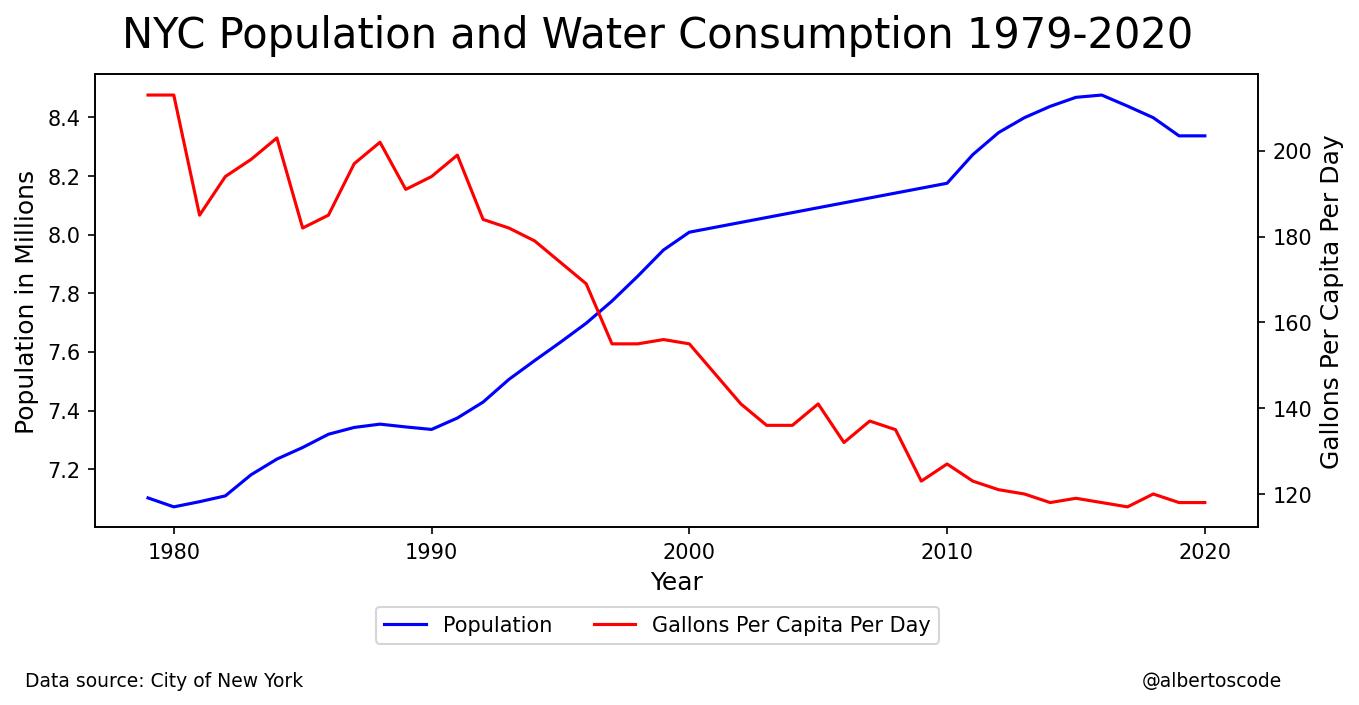 NYC Population and Water Consumption 1979-2020
Population in Millions
8.4
8.2
8.0
7.8
7.6
7.4
7.2
200
180
160
140
120
Gallons Per Capita Per Day
1980 1990 2000 2010 2020
Year
Population Gallons Per Capita Per Day
Data source: City of New York @albertoscode